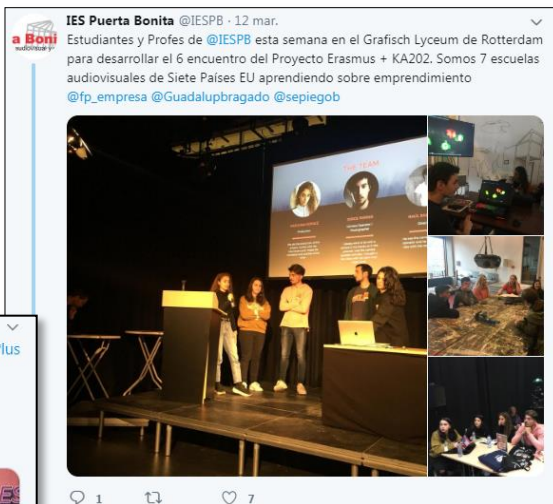 IES Puerta Bonita @IESPB · 12 mar.
Estudiantes y Profes de @IESPB esta semana en el Grafisch Lyceum de Rotterdam
para desarrollar el 6 encuentro del Proyecto Erasmus + KA202. Somos 7 escuelas
audiovisuales de Siete Países EU aprendiendo sobre emprendimiento
@fp_empresa @Guadalupbragado @sepiegob
a Boni
THE TEAM
Plus
1
7